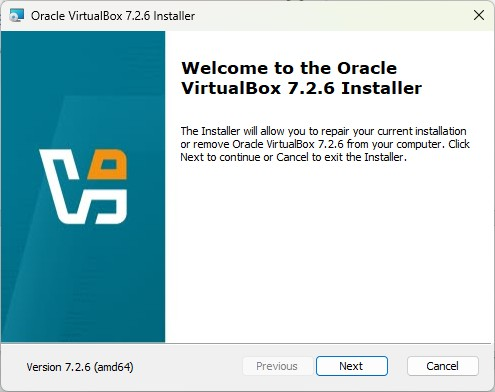 Oracle VirtualBox 7.2.6 Installer
Welcome to the Oracle
VirtualBox 7.2.6 Installer
The Installer will allow you to repair your current installation
or remove Oracle VirtualBox 7.2.6 from your computer. Click
Next to continue or Cancel to exit the Installer.
Version 7.2.6 (amd64)
Previous
Next
Cancel